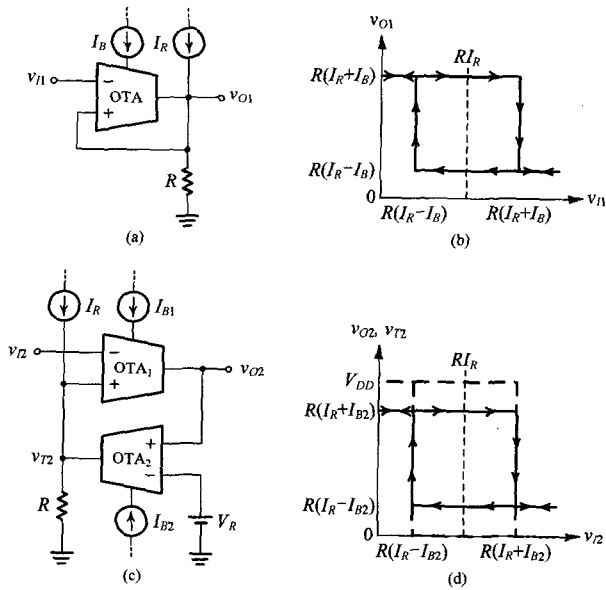 I_B
I_R
v_I1
−
OTA
+
v_O1
R
(a)
v_O1
R(I_R+I_B)
RI_R
R(I_R−I_B)
0
R(I_R−I_B)
R(I_R+I_B)
v_I1
(b)
I_R
I_B1
v_I2
−
OTA₁
+
v_O2
v_T2
OTA₂
+
−
R
I_B2
V_R
(c)
v_O2, v_T2
V_DD
RI_R
R(I_R+I_B2)
R(I_R−I_B2)
0
R(I_R−I_B2)
R(I_R+I_B2)
v_I2
(d)